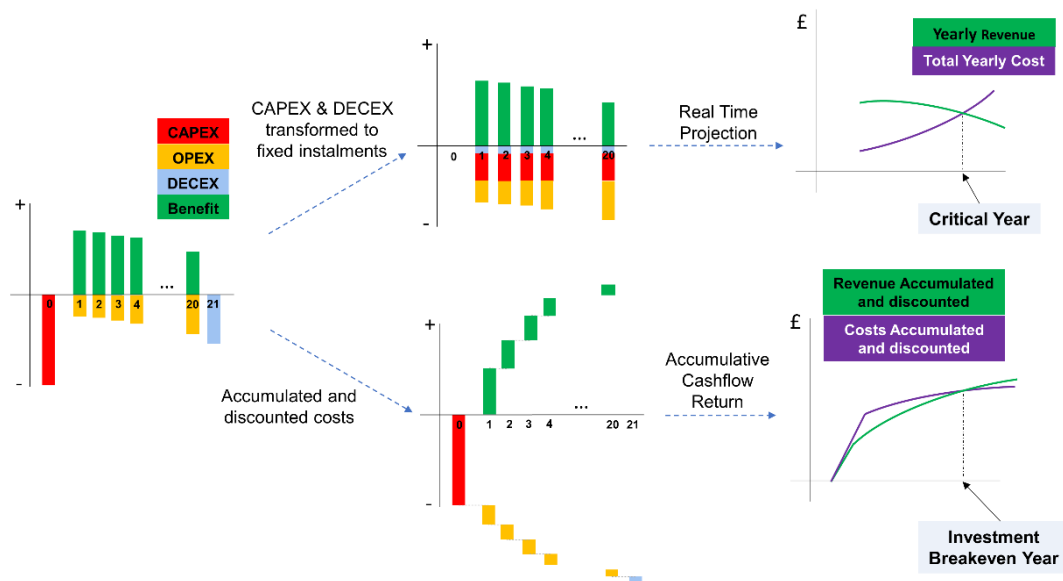 CAPEX
OPEX
DECEX
Benefit
+
-
0
1
2
3
4
...
20
21
CAPEX & DECEX
transformed to
fixed instalments
Accumulated and
discounted costs
+
-
0
1
2
3
4
...
20
Real Time
Projection
£
Yearly Revenue
Total Yearly Cost
Critical Year
+
-
0
1
2
3
4
...
20
21
Accumulative
Cashflow
Return
£
Revenue Accumulated
and discounted
Costs Accumulated
and discounted
Investment
Breakeven Year